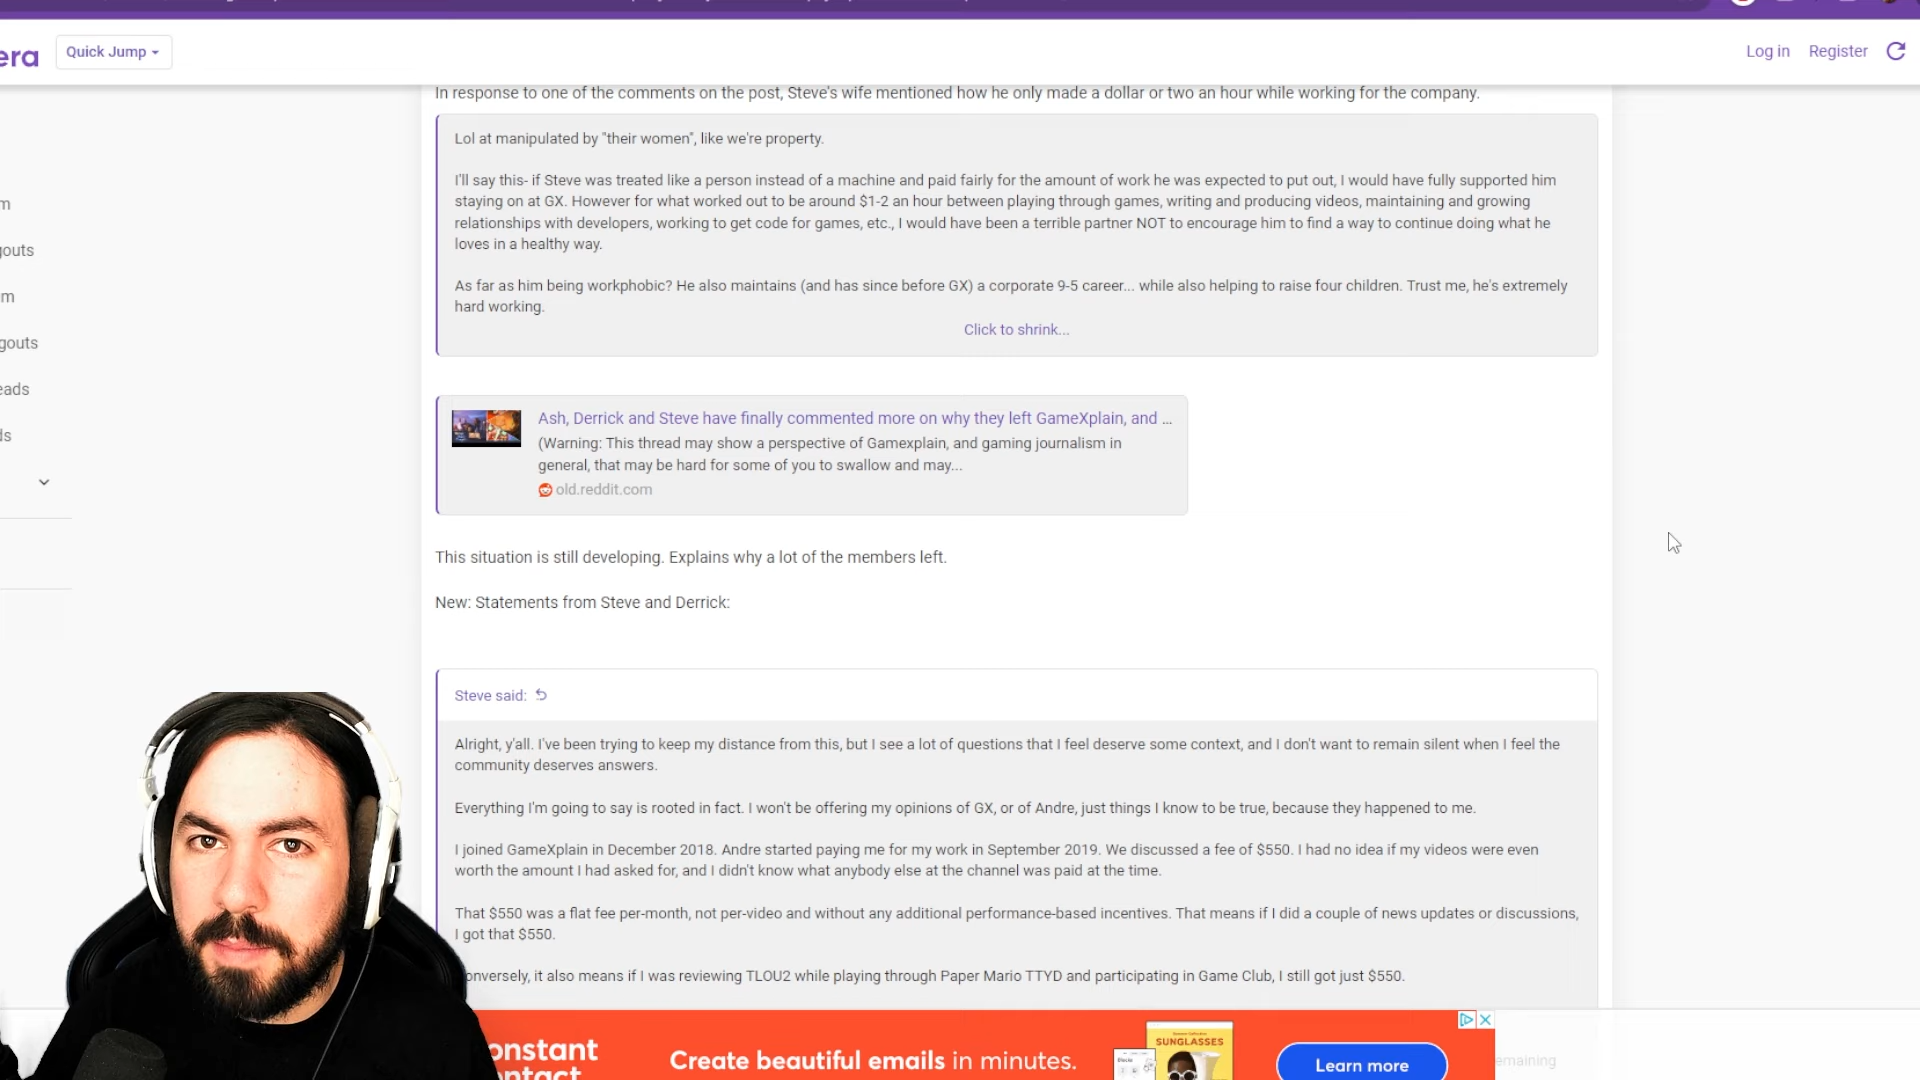 era Quick Jump Log in Register
In response to one of the comments on the post, Steve's wife mentioned how he only made a dollar or two an hour while working for the company.
Lol at manipulated by "their women", like we're property.
I'll say this- if Steve was treated like a person instead of a machine and paid fairly for the amount of work he was expected to put out, I would have fully supported him
staying on at GX. However for what worked out to be around $1-2 an hour between playing through games, writing and producing videos, maintaining and growing
relationships with developers, working to get code for games, etc., I would have been a terrible partner NOT to encourage him to find a way to continue doing what he
loves in a healthy way.
As far as him being workphobic? He also maintains (and has since before GX) a corporate 9-5 career... while also helping to raise four children. Trust me, he's extremely
hard working.
Click to shrink...
m
gouts
m
gouts
eads
ds
Ash, Derrick and Steve have finally commented more on why they left GameXplain, and ...
(Warning: This thread may show a perspective of Gamexplain, and gaming journalism in
general, that may be hard for some of you to swallow and may...
old.reddit.com
This situation is still developing. Explains why a lot of the members left.
New: Statements from Steve and Derrick:
Steve said:
Alright, y'all. I've been trying to keep my distance from this, but I see a lot of questions that I feel deserve some context, and I don't want to remain silent when I feel the
community deserves answers.
Everything I'm going to say is rooted in fact. I won't be offering my opinions of GX, or of Andre, just things I know to be true, because they happened to me.
I joined GameXplain in December 2018. Andre started paying me for my work in September 2019. We discussed a fee of $550. I had no idea if my videos were even
worth the amount I had asked for, and I didn't know what anybody else at the channel was paid at the time.
That $550 was a flat fee per-month, not per-video and without any additional performance-based incentives. That means if I did a couple of news updates or discussions,
I got that $550.
onversely, it also means if I was reviewing TLOU2 while playing through Paper Mario TTYD and participating in Game Club, I still got just $550.
onstant
ntact
Create beautiful emails in minutes.
SUNGLASSES
Learn more
emaining